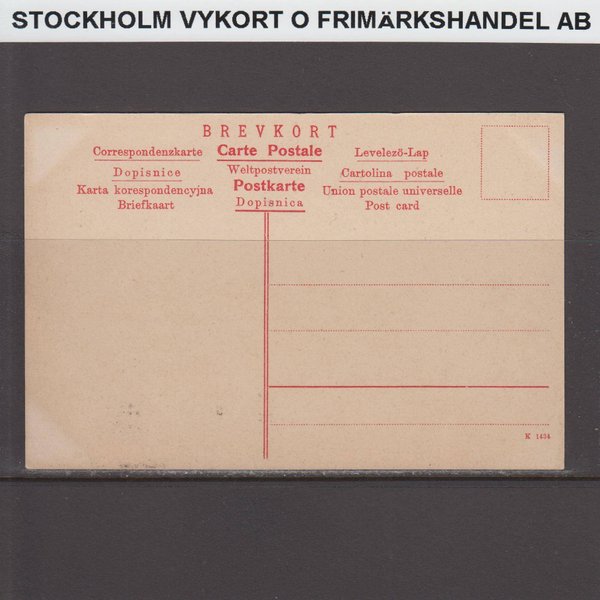 STOCKHOLM VYKORT O FRIMÄRKSHANDEL AB
BREVKORT
Correspondenzkarte Carte Postale Levelező-Lap
Dopisnice Weltpostverein Cartolina postale
Karta korespondencyjna Postkarte Union postale universelle
Briefkaart Dopisnica Post card
K 1434